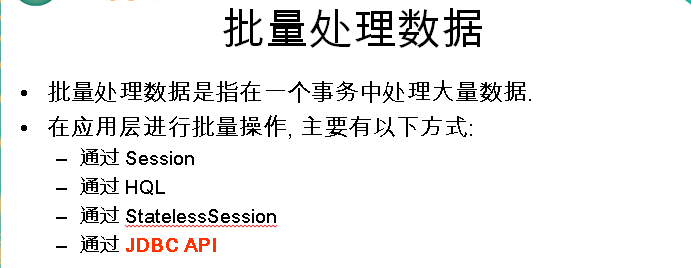 批量处理数据
• 批量处理数据是指在一个事务中处理大量数据.
• 在应用层进行批量操作, 主要有以下方式:
– 通过 Session
– 通过 HQL
– 通过 StatelessSession
– 通过 JDBC API